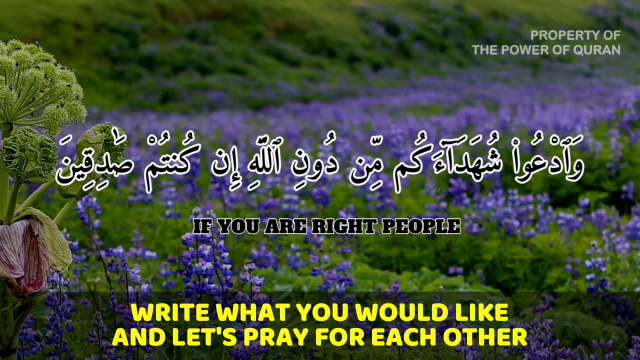 PROPERTY OF
THE POWER OF QURAN
وَٱدْعُوا۟ شُهَدَآءَكُم مِّن دُونِ ٱللَّهِ إِن كُنتُمْ صَٰدِقِينَ
IF YOU ARE RIGHT PEOPLE
WRITE WHAT YOU WOULD LIKE
AND LET'S PRAY FOR EACH OTHER